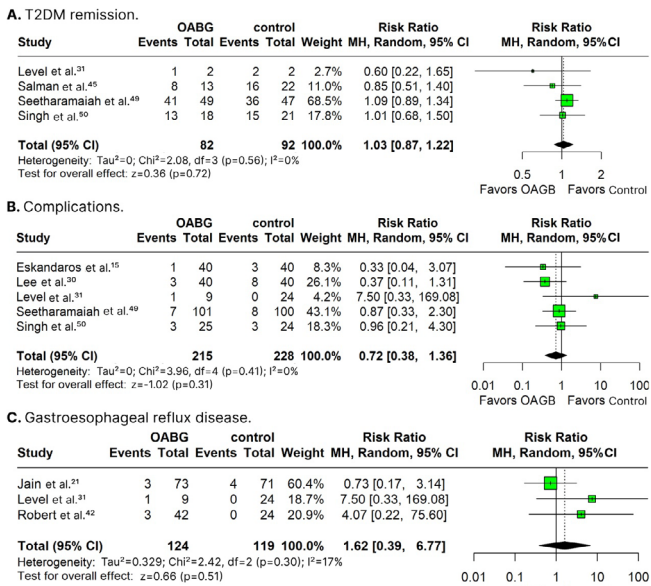 A. T2DM remission.
OABG control Risk Ratio Risk Ratio
Study Events Total Events Total Weight MH, Random, 95% CI MH, Random, 95%CI
Level et al.³¹ 1 2 2 2 2.7% 0.60 [0.22, 1.65]
Salman et al.⁴⁵ 8 13 16 22 11.0% 0.85 [0.51, 1.40]
Seetharamaiah et al.⁴⁹ 41 49 36 47 68.5% 1.09 [0.89, 1.34]
Singh et al.⁵⁰ 13 18 15 21 1.01 [0.68, 1.50]
Total (95% CI) 82 92 100.0% 1.03 [0.87, 1.22]
Heterogeneity: Tau²=0; Chi²=2.08, df=3 (p=0.56); I²=0%
Test for overall effect: z=0.36 (p=0.72)
0.5 1 2
Favors OAGB Favors Control
B. Complications.
OABG control Risk Ratio Risk Ratio
Study Events Total Events Total Weight MH, Random, 95% CI MH, Random, 95%CI
Eskandaros et al.¹⁵ 1 40 3 40 8.3% 0.33 [0.04, 3.07]
Lee et al.³⁰ 3 40 8 40 26.1% 0.37 [0.11, 1.31]
Level et al.³¹ 1 9 0 24 4.2% 7.50 [0.33, 169.08]
Seetharamaiah et al.⁴⁹ 7 101 8 100 43.1% 0.87 [0.33, 2.30]
Singh et al.⁵⁰ 3 25 3 24 18.3% 0.96 [0.21, 4.30]
Total (95% CI) 215 228 100.0% 0.72 [0.38, 1.36]
Heterogeneity: Tau²=0; Chi²=3.96, df=4 (p=0.41); I²=0%
Test for overall effect: z=-1.02 (p=0.31)
0.01 0.1 1 10 100
Favors OAGB Favors Control
C. Gastroesophageal reflux disease.
OABG control Risk Ratio Risk Ratio
Study Events Total Events Total Weight MH, Random, 95% CI MH, Random, 95%CI
Jain et al.²¹ 3 73 4 71 60.4% 0.73 [0.17, 3.14]
Level et al.³¹ 1 9 0 24 18.7% 7.50 [0.33, 169.08]
Robert et al.⁴² 3 42 0 24 20.9% 4.07 [0.22, 75.60]
Total (95% CI) 124 119 100.0% 1.62 [0.39, 6.77]
Heterogeneity: Tau²=0.329; Chi²=2.42, df=2 (p=0.30); I²=17%
Test for overall effect: z=0.66 (p=0.51)
0.01 0.1 1 10 100